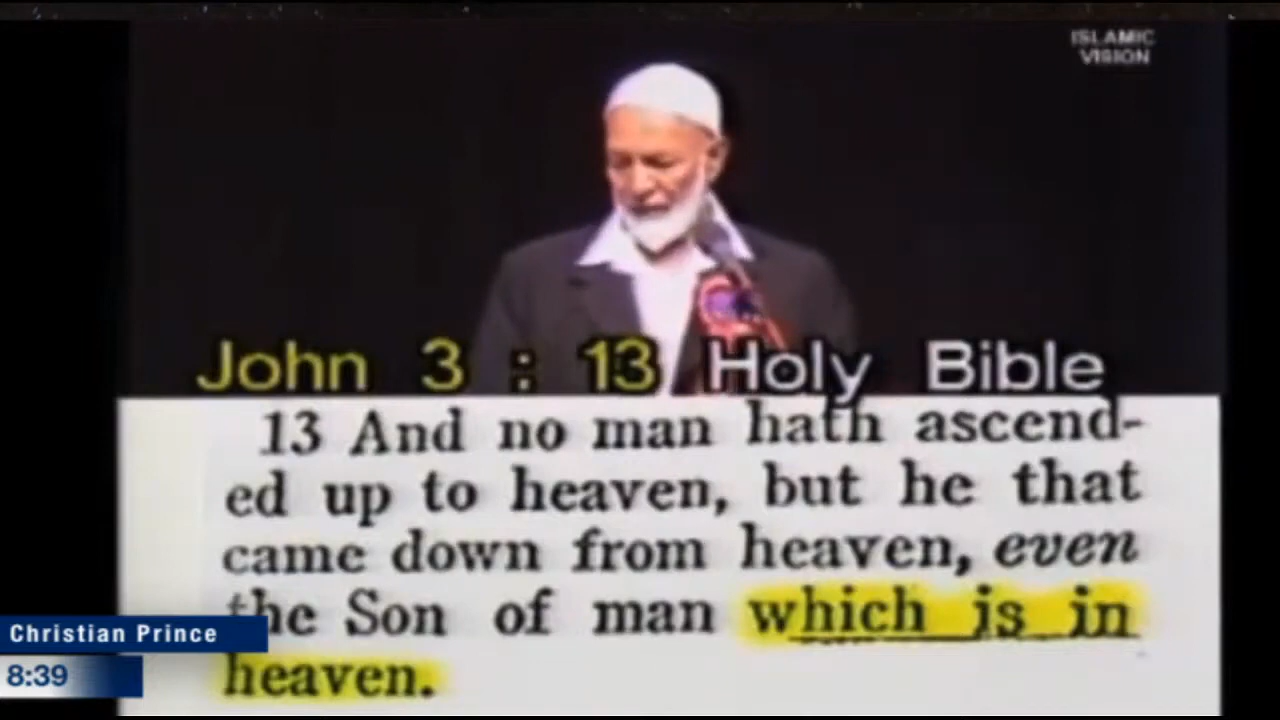 ISLAMIC
VISION
John 3 : 13 Holy Bible
13 And no man hath ascend-
ed up to heaven, but he that
came down from heaven, even
the Son of man which is in
heaven.
Christian Prince
8:39